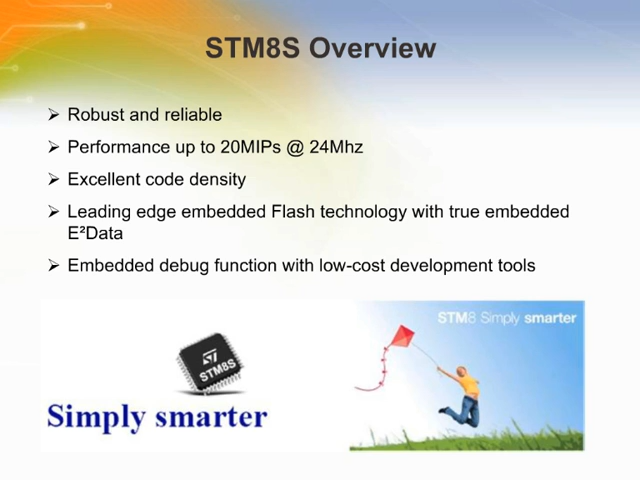 STM8S Overview
➢ Robust and reliable
➢ Performance up to 20MIPs @ 24Mhz
➢ Excellent code density
➢ Leading edge embedded Flash technology with true embedded
E²Data
➢ Embedded debug function with low-cost development tools
STM8 Simply smarter
STM8S
Simply smarter